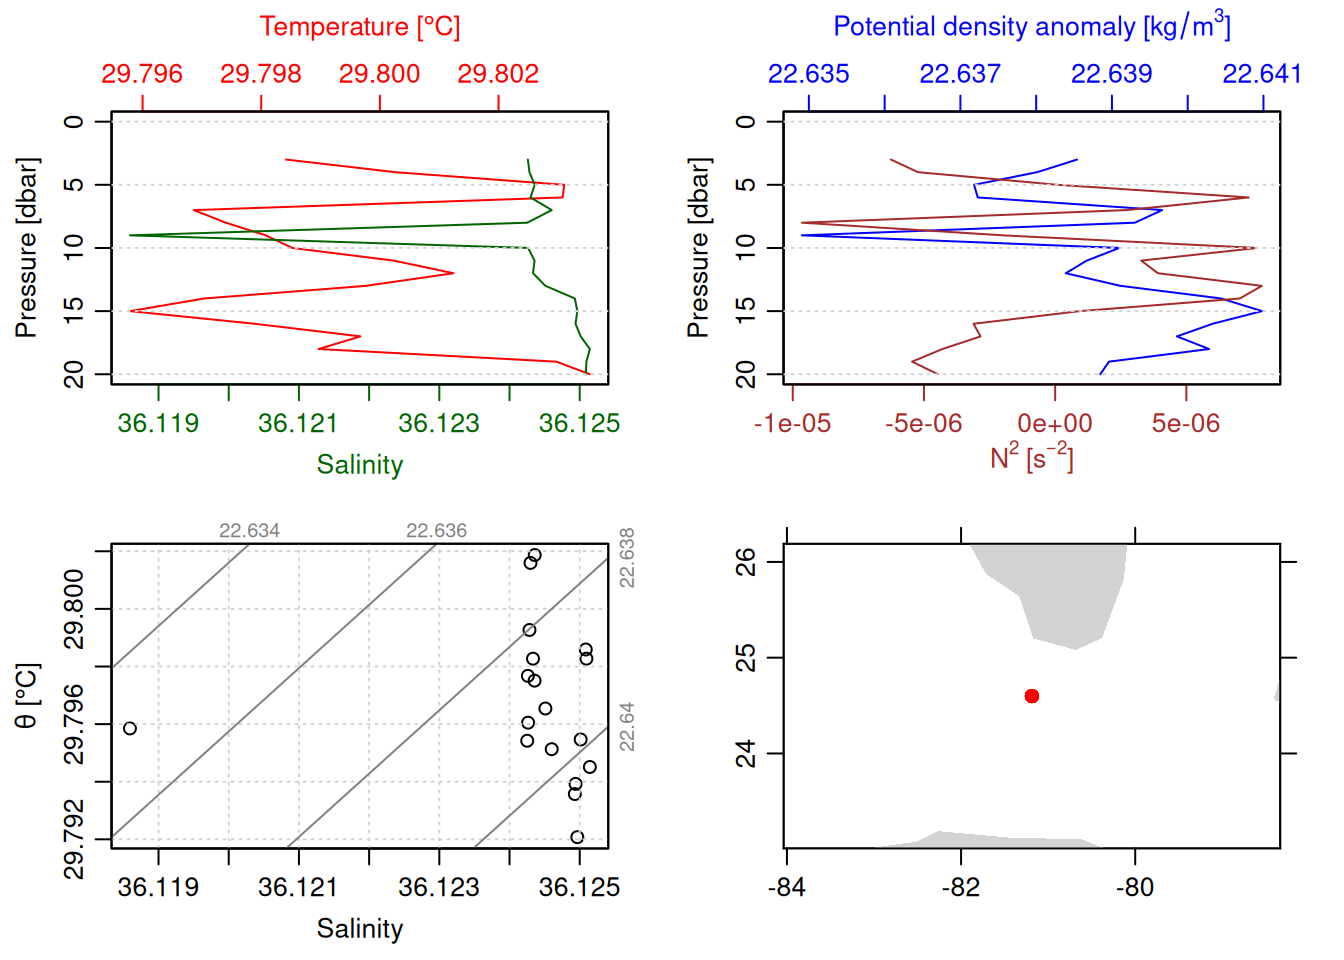 Temperature [°C]
29.796 29.798 29.800 29.802
Pressure [dbar]
0
5
10
15
20
36.119 36.121 36.123 36.125
Salinity
Potential density anomaly [kg/m³]
22.635 22.637 22.639 22.641
Pressure [dbar]
0
5
10
15
20
-1e-05 -5e-06 0e+00 5e-06
N² [s⁻²]
22.634 22.636
22.638
22.64
θ [°C]
29.800
29.796
29.792
36.119 36.121 36.123 36.125
Salinity
26
25
24
-84 -82 -80